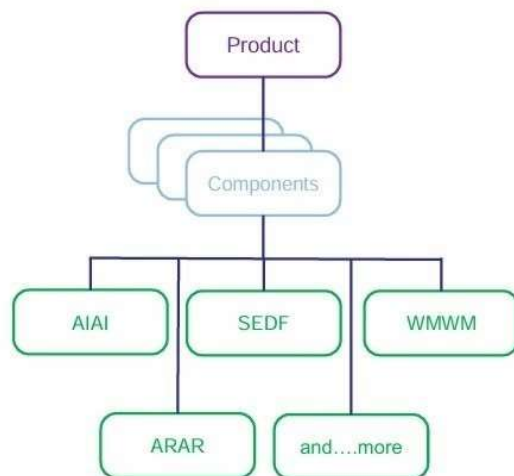 Product
Components
AIAI
SEDF
WMWM
ARAR
and....more